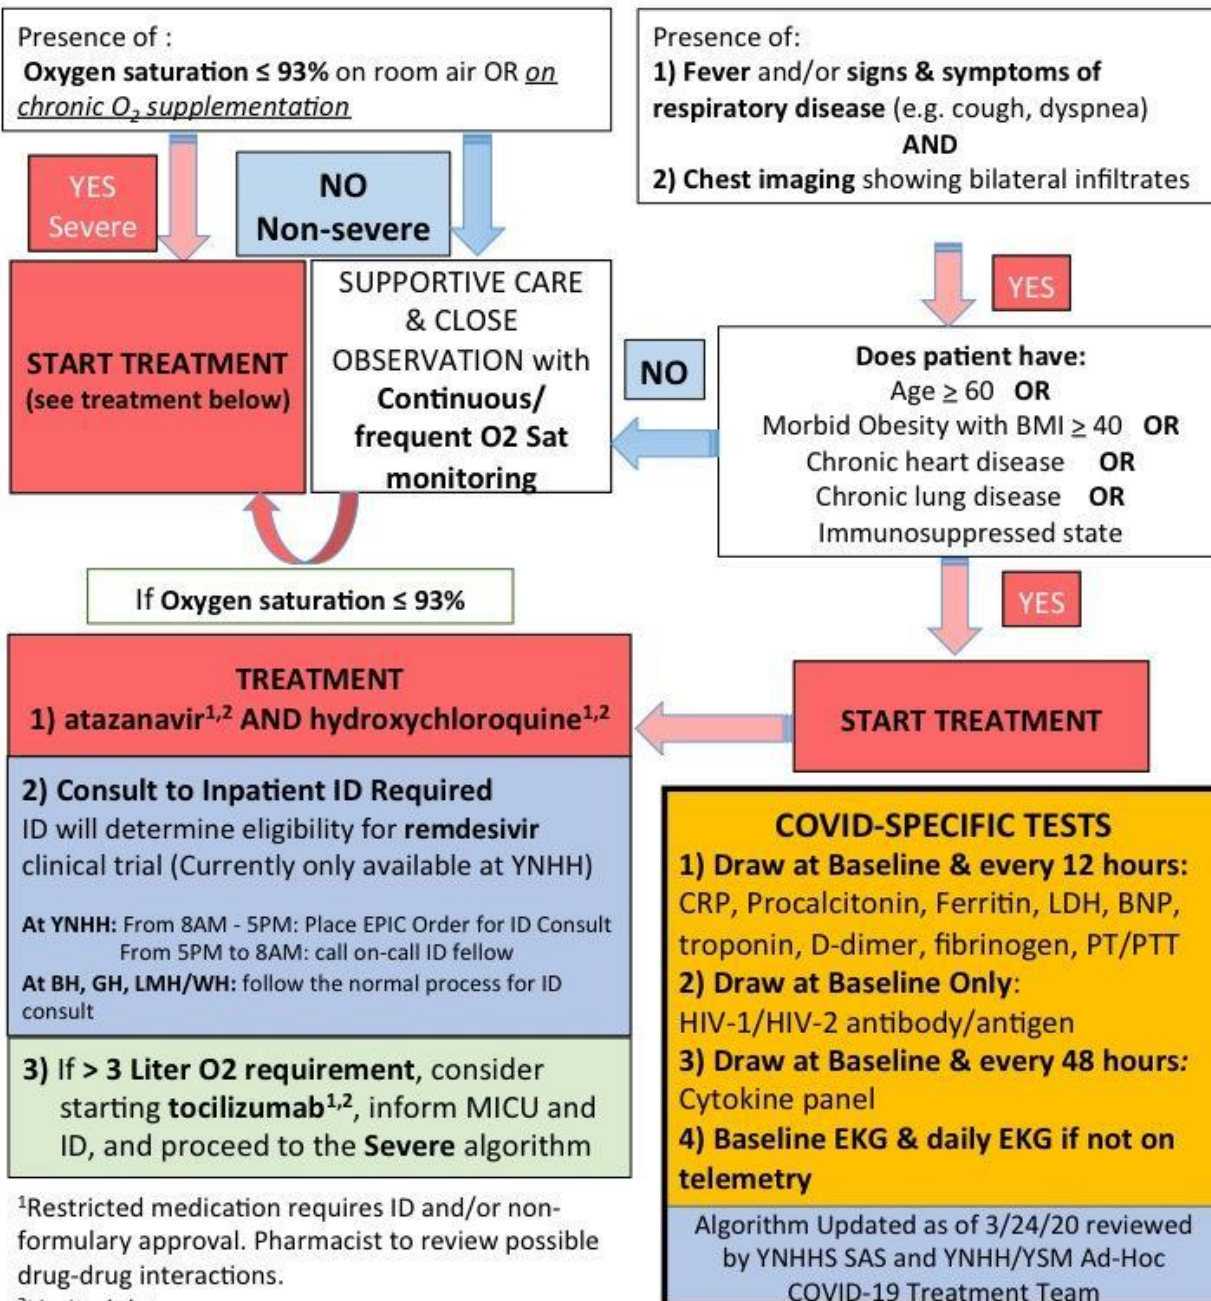 Presence of :
Oxygen saturation ≤ 93% on room air OR on
chronic O₂ supplementation
YES
Severe
NO
Non-severe
START TREATMENT
(see treatment below)
SUPPORTIVE CARE
& CLOSE
OBSERVATION with
Continuous/
frequent O2 Sat
monitoring
If Oxygen saturation ≤ 93%
Presence of:
1) Fever and/or signs & symptoms of
respiratory disease (e.g. cough, dyspnea)
AND
2) Chest imaging showing bilateral infiltrates
YES
Does patient have:
Age ≥ 60 OR
Morbid Obesity with BMI ≥ 40 OR
Chronic heart disease OR
Chronic lung disease OR
Immunosuppressed state
NO
YES
START TREATMENT
TREATMENT
1) atazanavir¹,² AND hydroxychloroquine¹,²
2) Consult to Inpatient ID Required
ID will determine eligibility for remdesivir
clinical trial (Currently only available at YNHH)
At YNHH: From 8AM - 5PM: Place EPIC Order for ID Consult
From 5PM to 8AM: call on-call ID fellow
At BH, GH, LMH/WH: follow the normal process for ID
consult
3) If > 3 Liter O2 requirement, consider
starting tocilizumab¹,², inform MICU and
ID, and proceed to the Severe algorithm
¹Restricted medication requires ID and/or non-
formulary approval. Pharmacist to review possible
drug-drug interactions.
COVID-SPECIFIC TESTS
1) Draw at Baseline & every 12 hours:
CRP, Procalcitonin, Ferritin, LDH, BNP,
troponin, D-dimer, fibrinogen, PT/PTT
2) Draw at Baseline Only:
HIV-1/HIV-2 antibody/antigen
3) Draw at Baseline & every 48 hours:
Cytokine panel
4) Baseline EKG & daily EKG if not on
telemetry
Algorithm Updated as of 3/24/20 reviewed
by YNHHS SAS and YNHH/YSM Ad-Hoc
COVID-19 Treatment Team